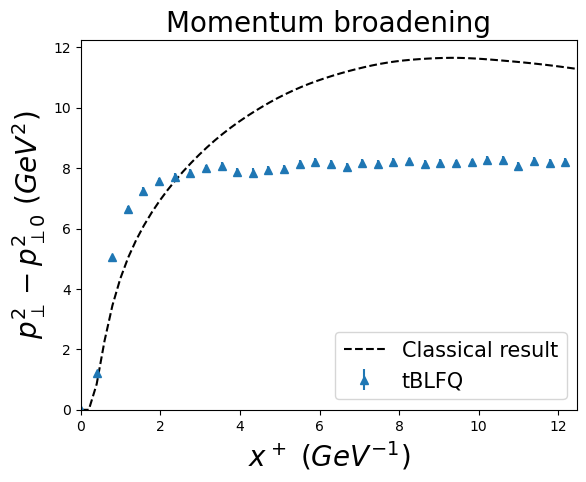 Momentum broadening
12
10
8
6
4
2
0
p²⊥ − p²⊥0 (GeV²)
Classical result
tBLFQ
0 2 4 6 8 10 12
x⁺ (GeV⁻¹)